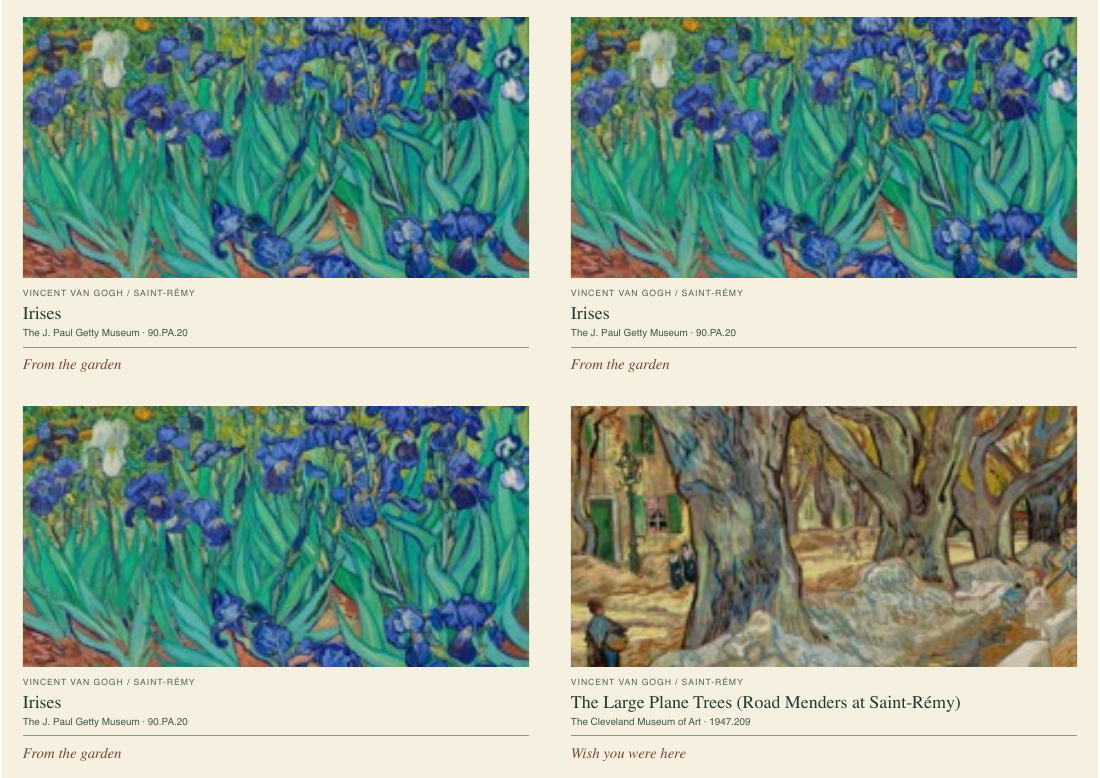 VINCENT VAN GOGH / SAINT-RÉMY
Irises
The J. Paul Getty Museum · 90.PA.20
From the garden
VINCENT VAN GOGH / SAINT-RÉMY
Irises
The J. Paul Getty Museum · 90.PA.20
From the garden
VINCENT VAN GOGH / SAINT-RÉMY
Irises
The J. Paul Getty Museum · 90.PA.20
From the garden
VINCENT VAN GOGH / SAINT-RÉMY
The Large Plane Trees (Road Menders at Saint-Rémy)
The Cleveland Museum of Art · 1947.209
Wish you were here